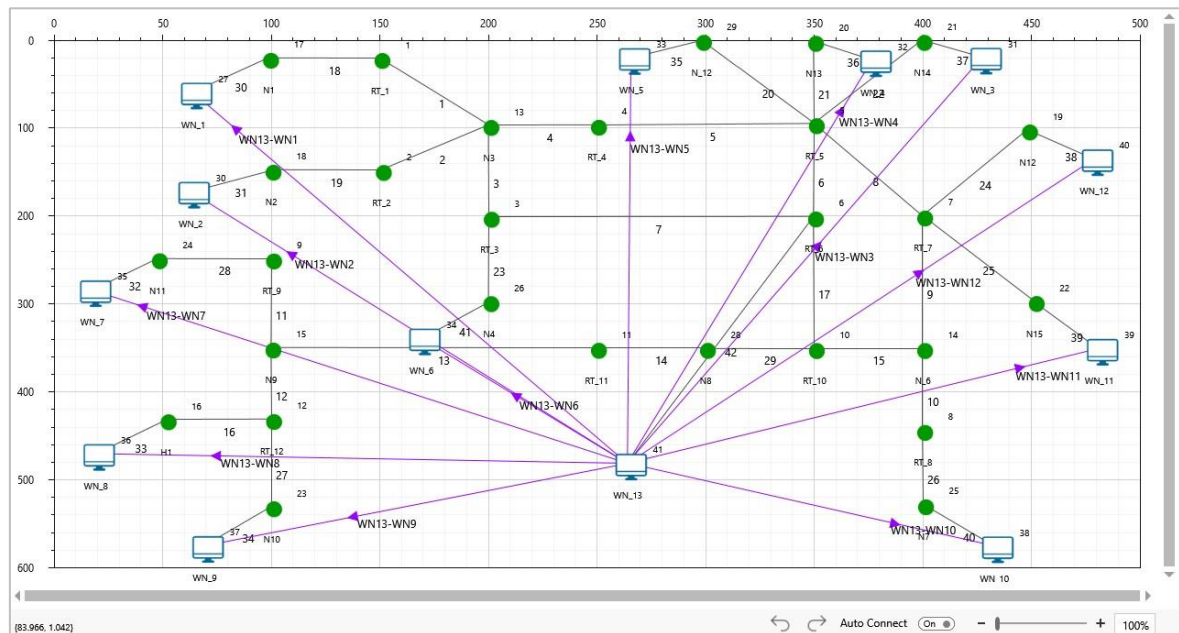 0 50 100 150 200 250 300 350 400 450 500
0
100
200
300
400
500
600
17 1 33 29 20 32 21 31
27 30 18 35 36 37
N1 RT_1 N_12 N13 N14
WN_1 WN_5 WN_3
1 20 21
13 4
WN13-WN1 4 5 WN13-WN4
N3 RT_4 WN13-WN5 RT_5
19 40
38
N12 WN_12
18 2 2
30 31 19
N2 RT_2 3 6 8 24
WN_2
3 6 7
7
24 9 WN13-WN2 RT_3 WN13-WN3 RT_7
35 32 28 23 25
N11 RT_9 WN13-WN12
WN_7 WN13-WN7 11 26 17 9 22
34 41 N4 N15
15 11 28 10 14 39 39
13 14 42 29 15
WN_6 N9 RT_11 N8 RT_10 N_6 WN_11
WN13-WN11
12 WN13-WN6 10
16 12 8
36 33 16
H1 RT_12 41 RT_8
WN_8 WN13-WN8
27 WN_13 26
23 25
37 34 N10 WN13-WN9 WN13-WN10
N7 40 38
WN_9 WN_10
{83.966, 1.042} Auto Connect On 100%